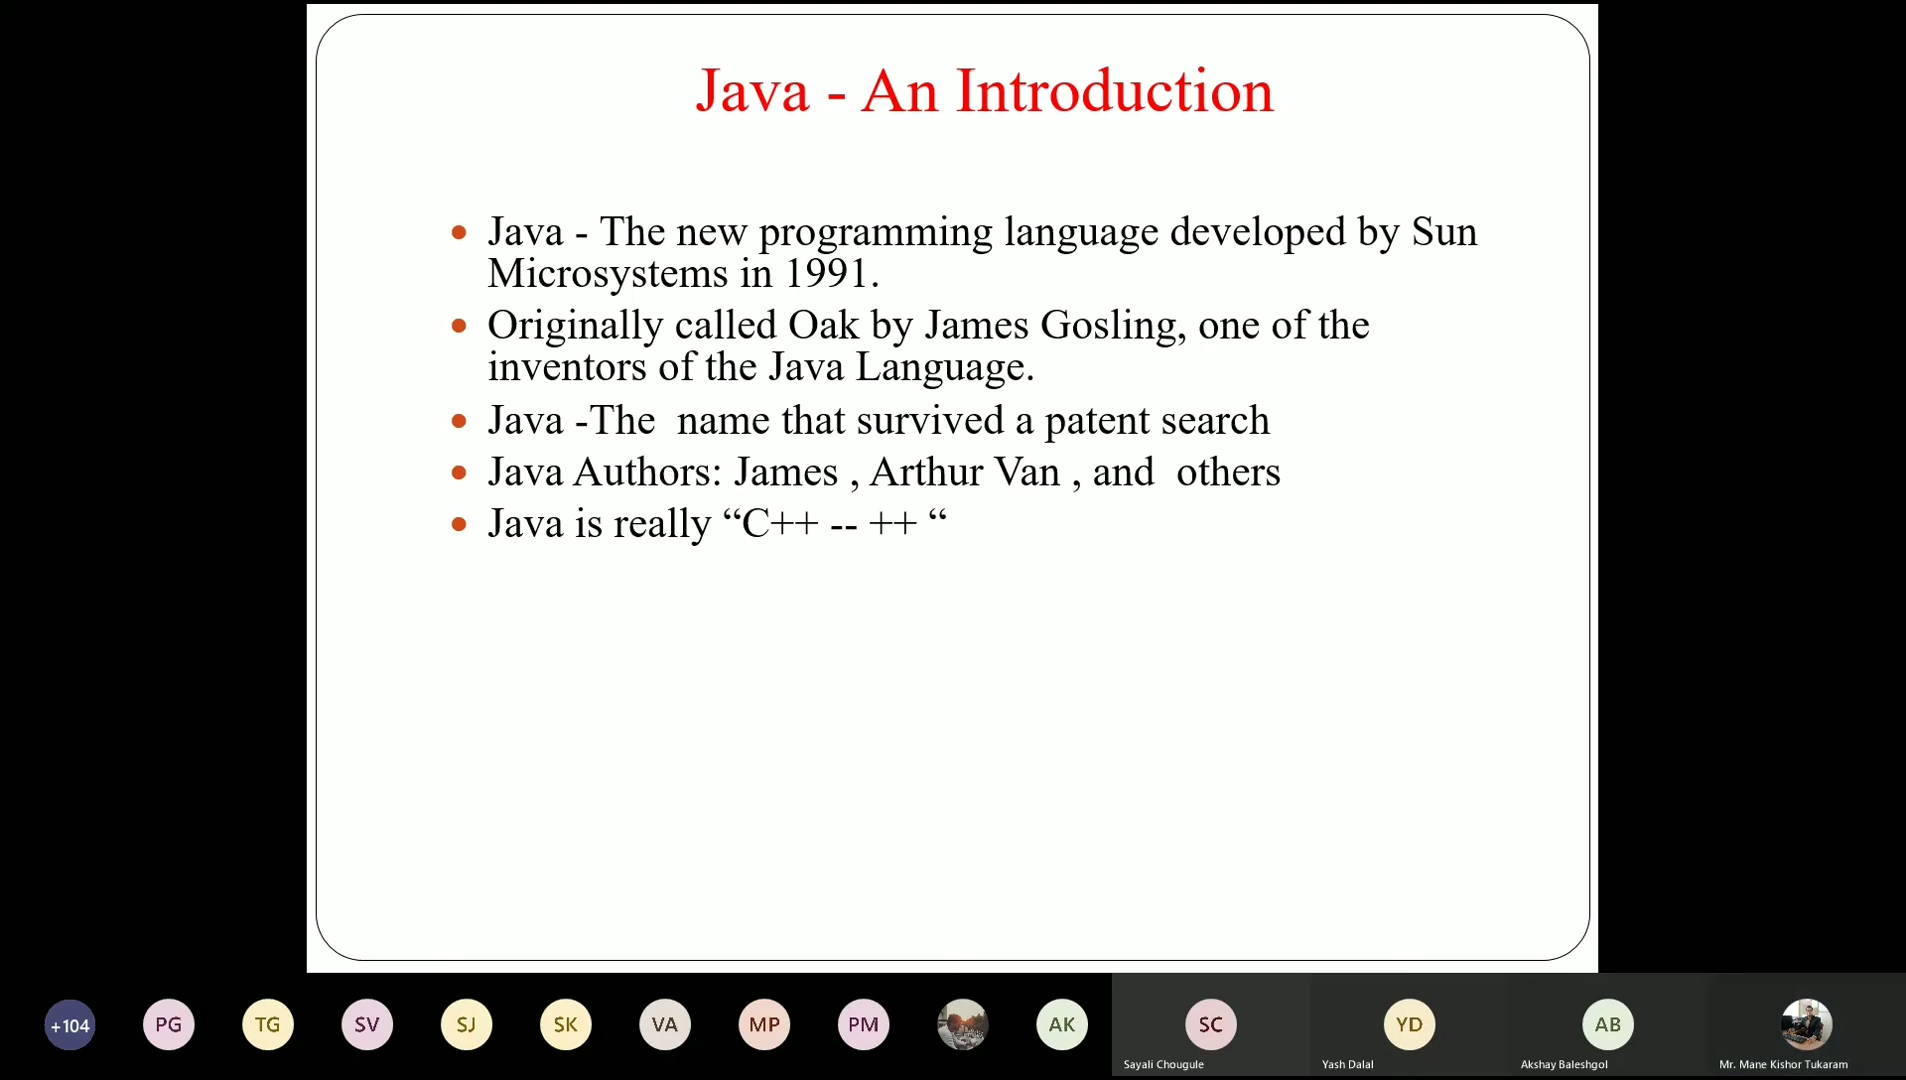 Java - An Introduction
• Java - The new programming language developed by Sun
Microsystems in 1991.
• Originally called Oak by James Gosling, one of the
inventors of the Java Language.
• Java -The  name that survived a patent search
• Java Authors: James , Arthur Van , and  others
• Java is really “C++ -- ++ “
+104
PG
TG
SV
SJ
SK
VA
MP
PM
AK
SC
YD
AB
Sayali Chougule
Yash Dalal
Akshay Baleshgol
Mr. Mane Kishor Tukaram